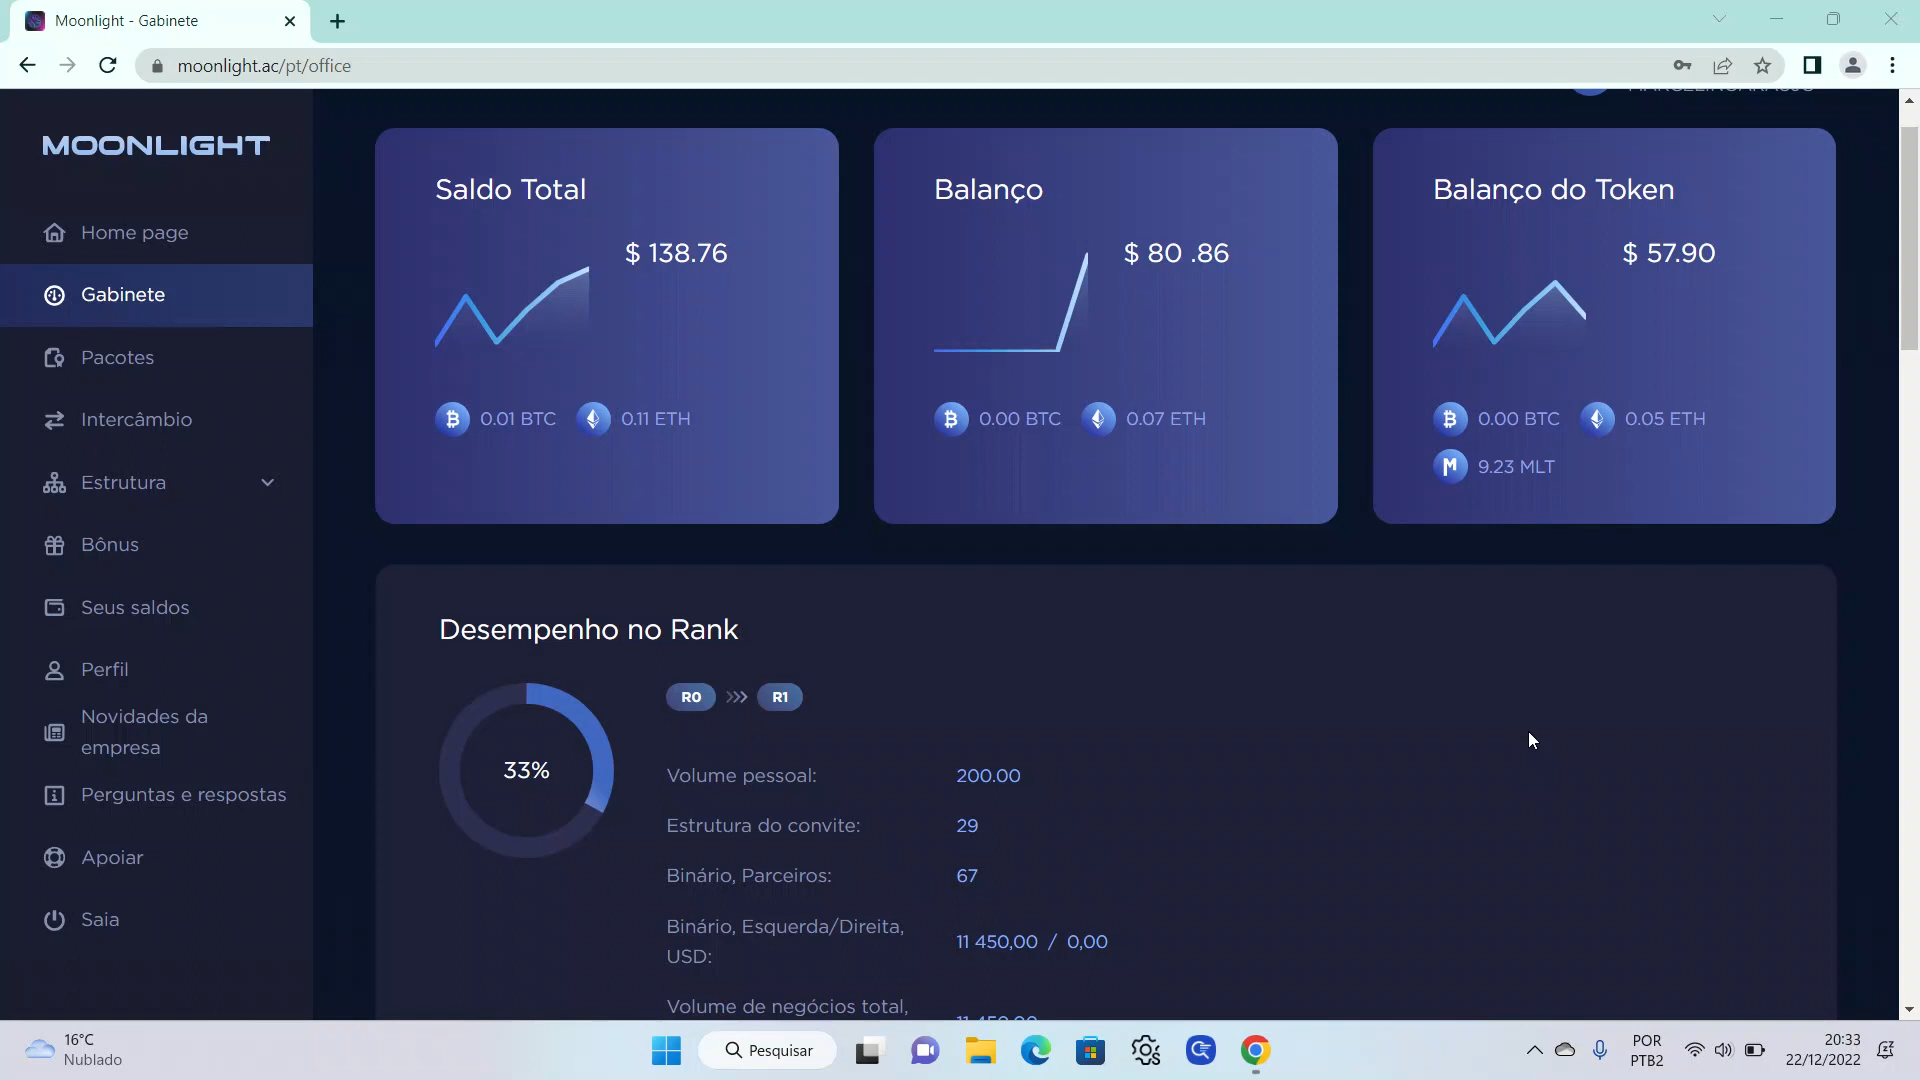 Moonlight - Gabinete
moonlight.ac/pt/office
MOONLIGHT
Home page
Gabinete
Pacotes
Intercâmbio
Estrutura
Bônus
Seus saldos
Perfil
Novidades da
empresa
Perguntas e respostas
Apoiar
Saia
Saldo Total
$ 138.76
0.01 BTC 0.11 ETH
Balanço
$ 80 .86
0.00 BTC 0.07 ETH
Balanço do Token
$ 57.90
0.00 BTC 0.05 ETH
9.23 MLT
Desempenho no Rank
33%
R0 R1
Volume pessoal: 200.00
Estrutura do convite: 29
Binário, Parceiros: 67
Binário, Esquerda/Direita,
USD: 11 450,00 / 0,00
Volume de negócios total,
16°C
Nublado
Pesquisar
POR
PTB2
20:33
22/12/2022